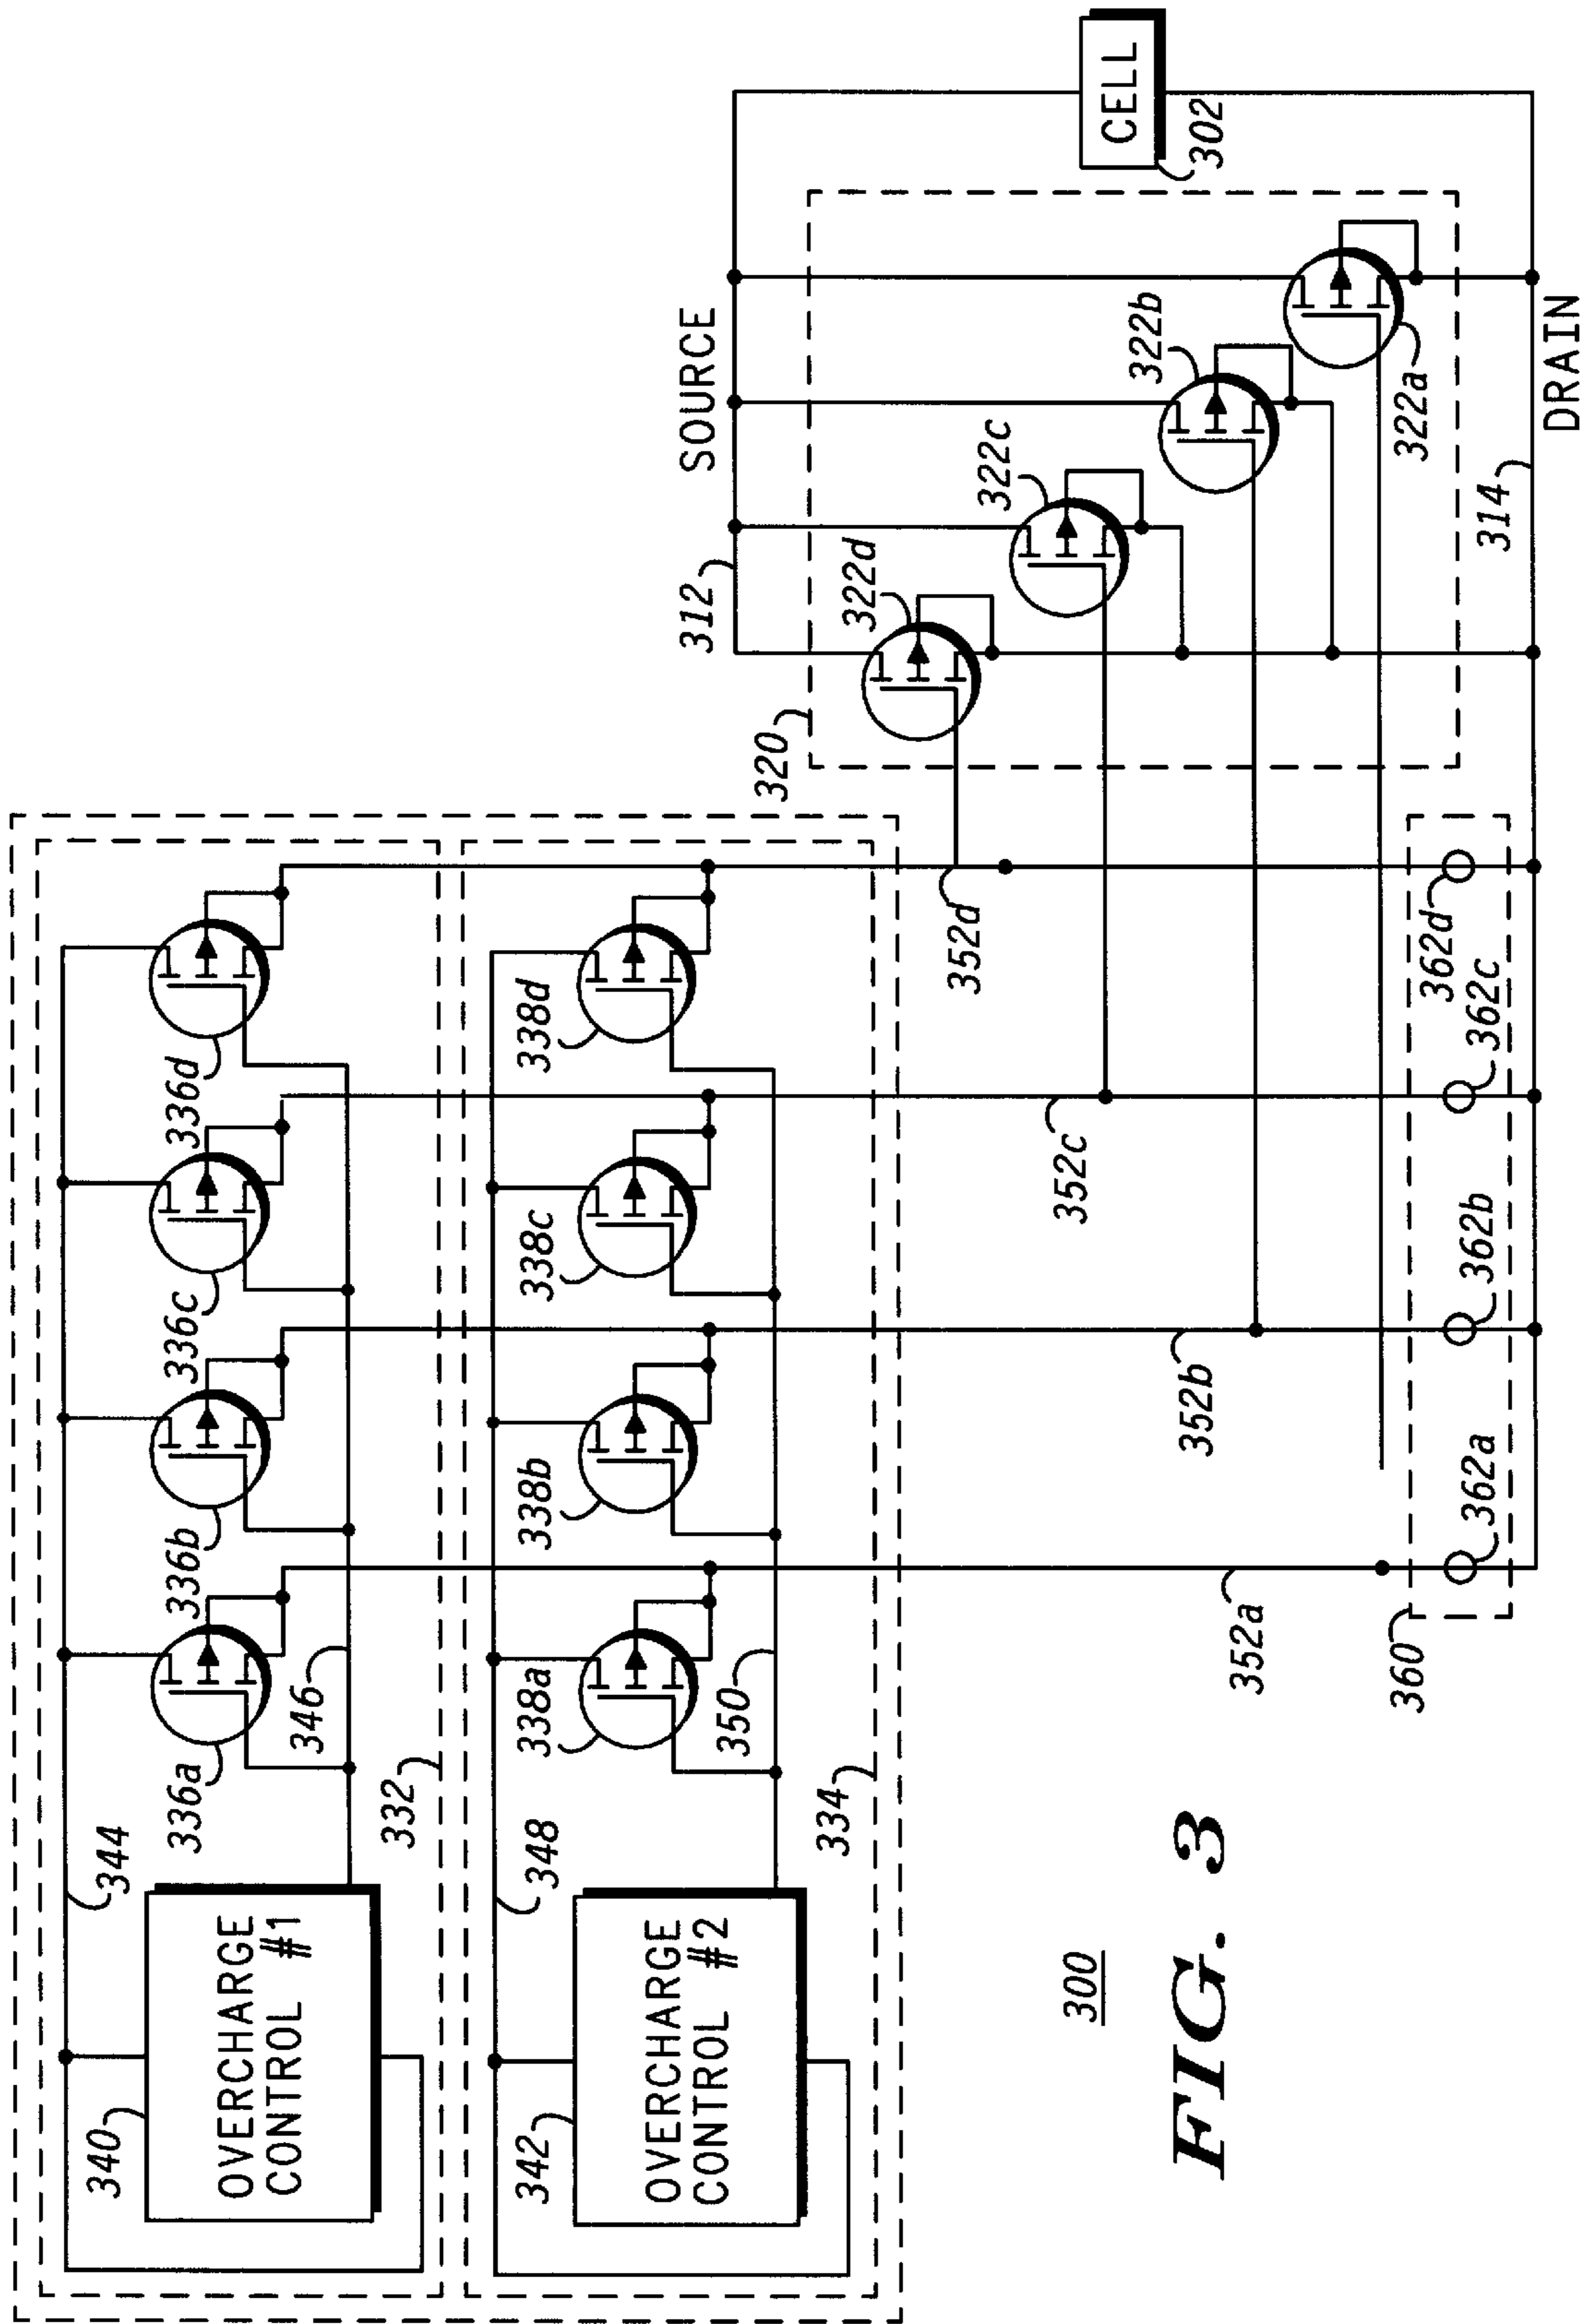 340
OVERCHARGE
CONTROL #1
344
336a
336b
336c
336d
346
332
342
OVERCHARGE
CONTROL #2
348
338a
338b
338c
338d
350
334
312
SOURCE
320
322d
322c
322b
322a
CELL
302
314
DRAIN
352a
352b
352c
352d
360
362a
362b
362c
362d
300
FIG. 3